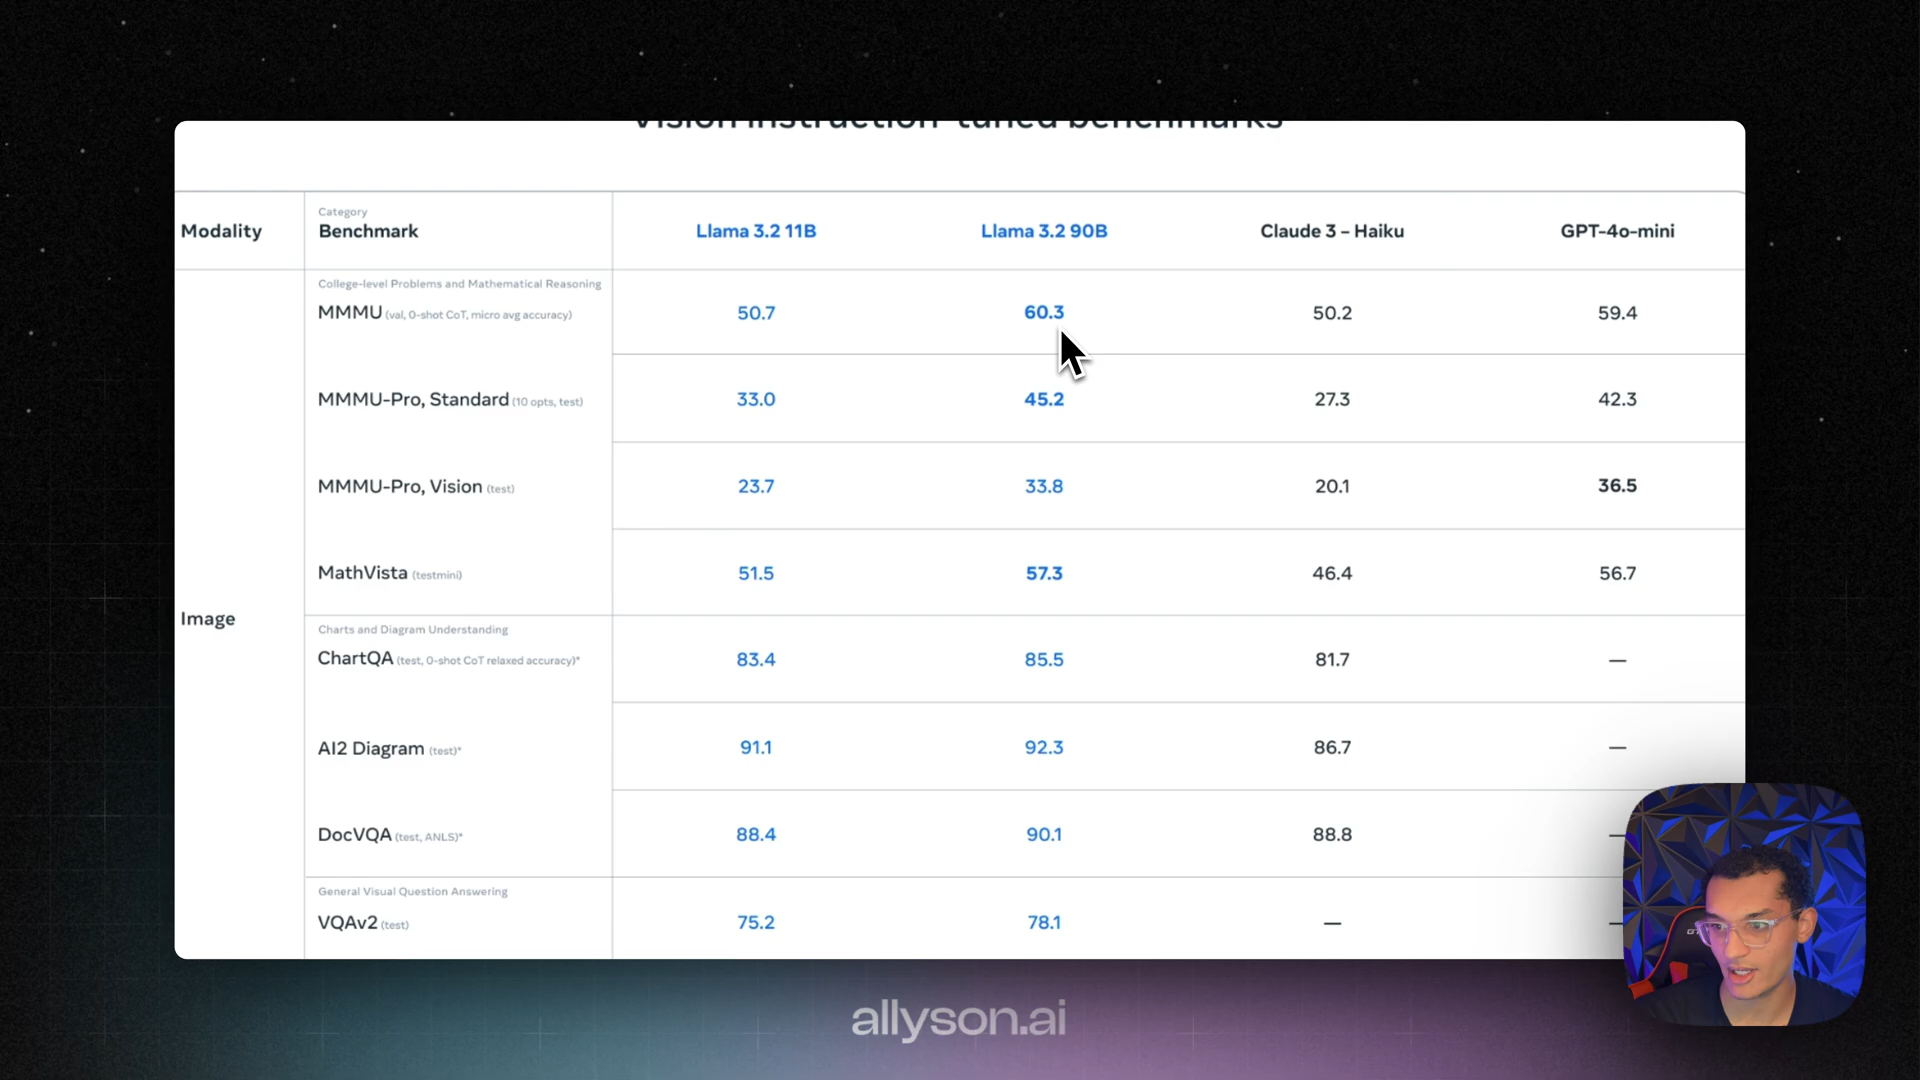 Vision instruction-tuned benchmarks
Modality
Category
Benchmark
Llama 3.2 11B
Llama 3.2 90B
Claude 3 – Haiku
GPT-4o-mini
Image
College-level Problems and Mathematical Reasoning
MMMU (val, 0-shot CoT, micro avg accuracy)
50.7
60.3
50.2
59.4
MMMU-Pro, Standard (10 opts, test)
33.0
45.2
27.3
42.3
MMMU-Pro, Vision (test)
23.7
33.8
20.1
36.5
MathVista (testmini)
51.5
57.3
46.4
56.7
Charts and Diagram Understanding
ChartQA (test, 0-shot CoT relaxed accuracy)*
83.4
85.5
81.7
—
AI2 Diagram (test)*
91.1
92.3
86.7
—
DocVQA (test, ANLS)*
88.4
90.1
88.8
—
General Visual Question Answering
VQAv2 (test)
75.2
78.1
—
—
allyson.ai